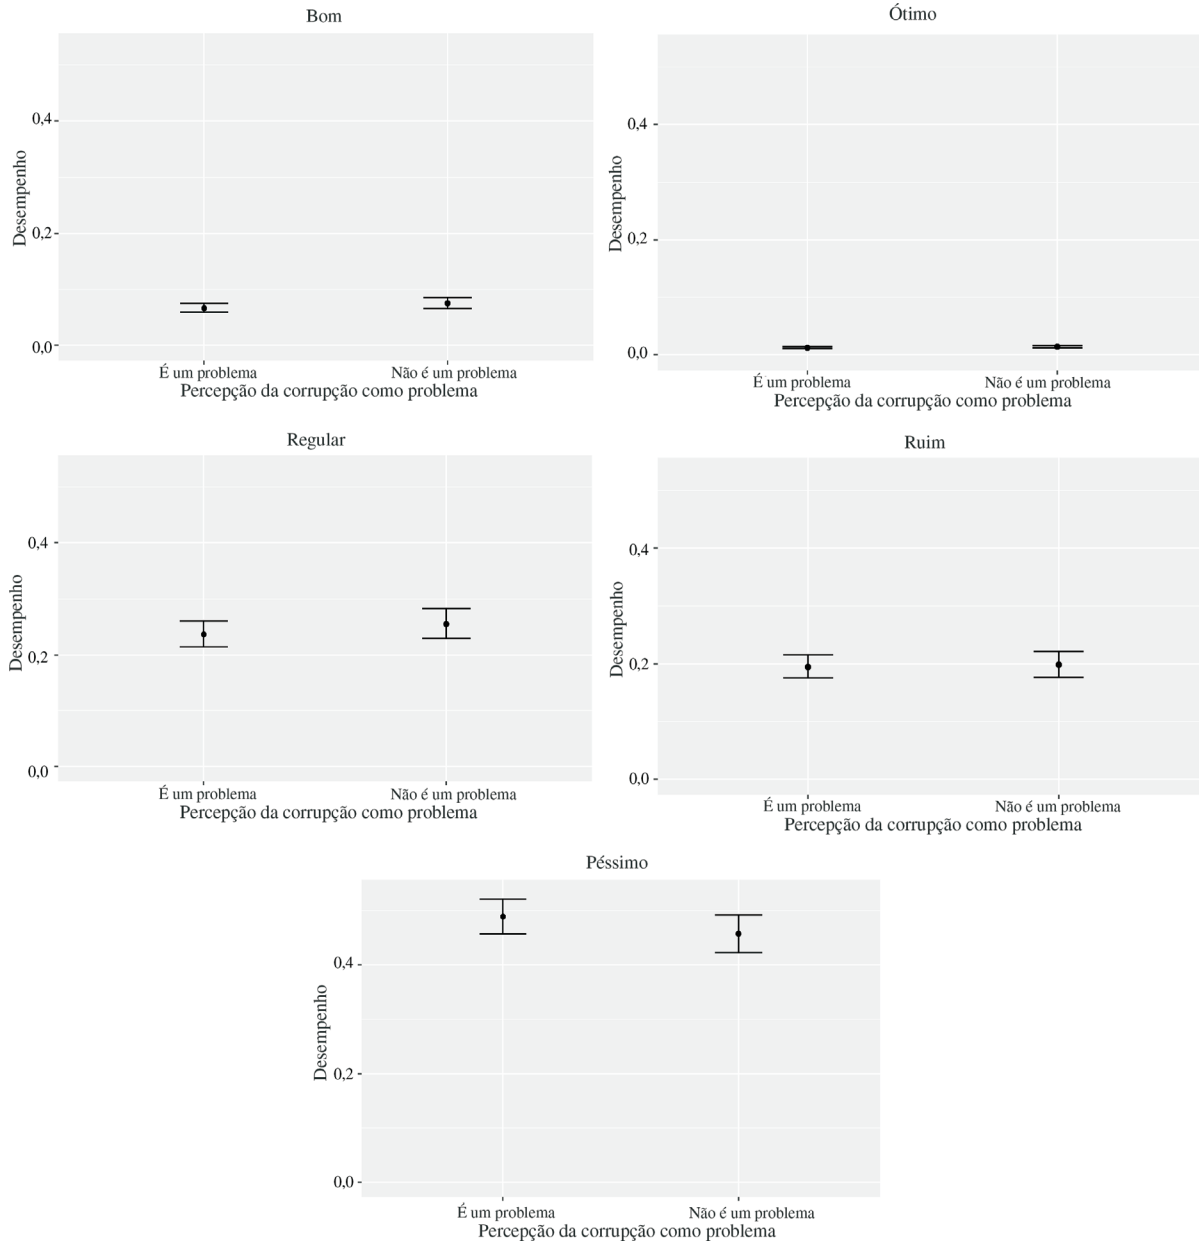 Bom
0,4
0,2
0,0
Desempenho
É um problema
Não é um problema
Percepção da corrupção como problema
Ótimo
0,4
0,2
0,0
Desempenho
É um problema
Não é um problema
Percepção da corrupção como problema
Regular
0,4
0,2
0,0
Desempenho
É um problema
Não é um problema
Percepção da corrupção como problema
Ruim
0,4
0,2
0,0
Desempenho
É um problema
Não é um problema
Percepção da corrupção como problema
Péssimo
0,4
0,2
0,0
Desempenho
É um problema
Não é um problema
Percepção da corrupção como problema